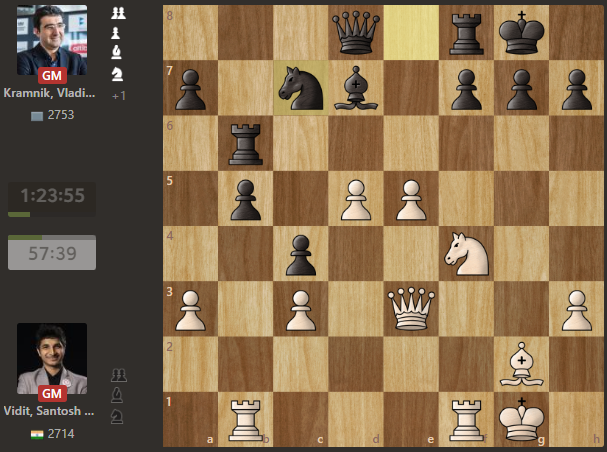 GM
Kramnik, Vladi...
2753
+1
1:23:55
57:39
GM
Vidit, Santosh ...
2714
8
7
6
5
4
3
2
1
a b c d e f g h